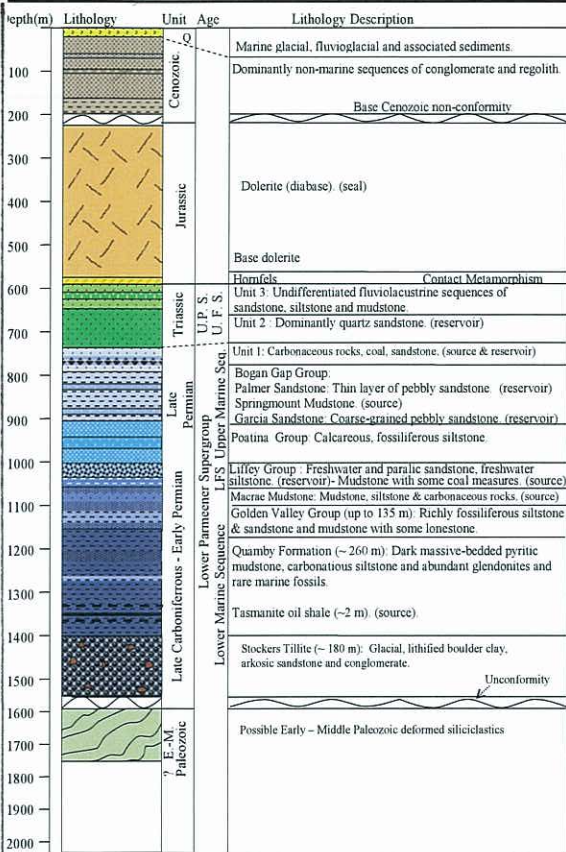 Depth(m) Lithology Unit Age Lithology Description
Q
Marine glacial, fluvioglacial and associated sediments.
100
Cenozoic.
Dominantly non-marine sequences of conglomerate and regolith.
Base Cenozoic non-conformity
200
300
Jurassic
Dolerite (diabase). (seal)
400
500
Base dolerite
Hornfels Contact Metamorphism
600
Triassic
U.P.S.
U.F.S.
Unit 3: Undifferentiated fluviolacustrine sequences of
sandstone, siltstone and mudstone.
Unit 2 : Dominantly quartz sandstone. (reservoir)
700
Unit 1: Carbonaceous rocks, coal, sandstone. (source & reservoir)
Late
Permian
Lower Parmeener Supergroup
Upper Marine Seq.
Bogan Gap Group:
800
Palmer Sandstone: Thin layer of pebbly sandstone. (reservoir)
Springmount Mudstone. (source)
900
Garcia Sandstone: Coarse-grained pebbly sandstone. (reservoir)
Poatina Group: Calcareous, fossiliferous siltstone.
1000
LFS
Liffey Group : Freshwater and paralic sandstone, freshwater
siltstone. (reservoir)- Mudstone with some coal measures. (source)
Late Carboniferrous - Early Permian
Lower Marine Sequence
Macrae Mudstone: Mudstone, siltstone & carbonaceous rocks. (source)
1100
Golden Valley Group (up to 135 m): Richly fossiliferous siltstone
& sandstone and mudstone with some lonestone.
1200
Quamby Formation (~ 260 m): Dark massive-bedded pyritic
mudstone, carbonatious siltstone and abundant glendonites and
rare marine fossils.
1300
Tasmanite oil shale (~2 m). (source).
1400
Stockers Tillite (~ 180 m): Glacial, lithified boulder clay,
arkosic sandstone and conglomerate.
1500
Unconformity
1600
? E.-M.
Paleozoic
Possible Early – Middle Paleozoic deformed siliciclastics
1700
1800
1900
2000